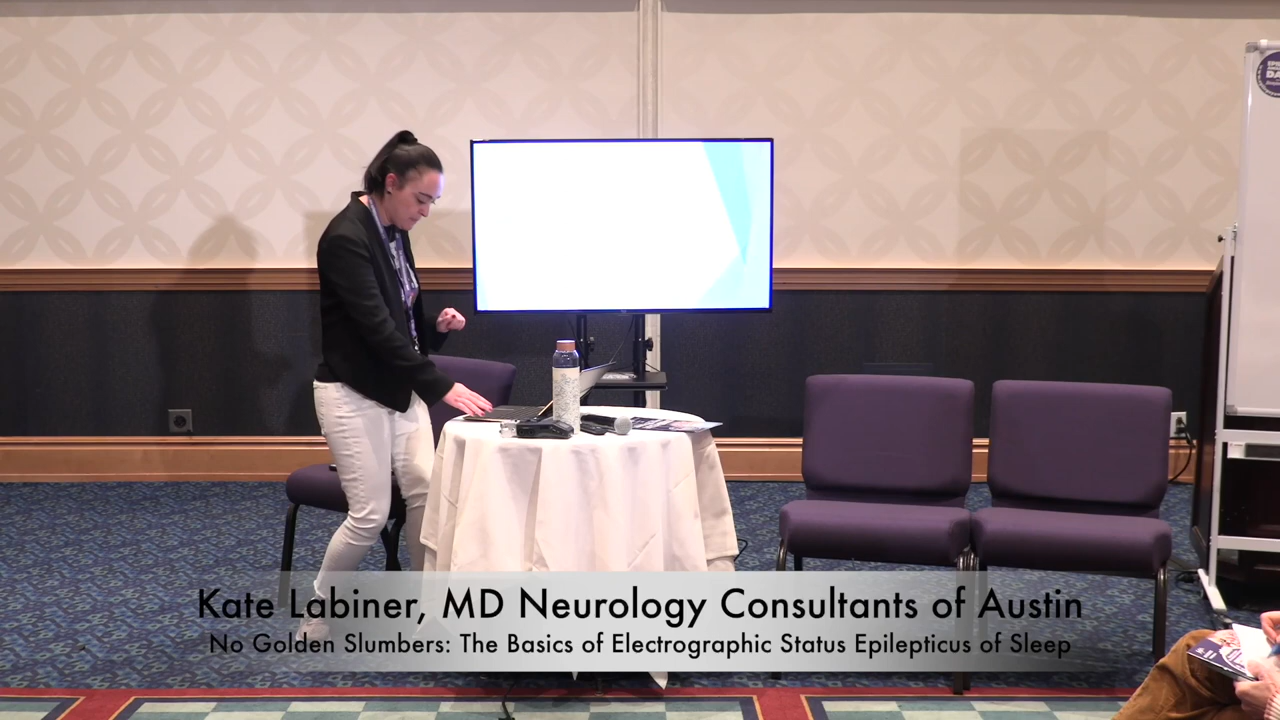 Kate Labiner, MD Neurology Consultants of Austin
No Golden Slumbers: The Basics of Electrographic Status Epilepticus of Sleep